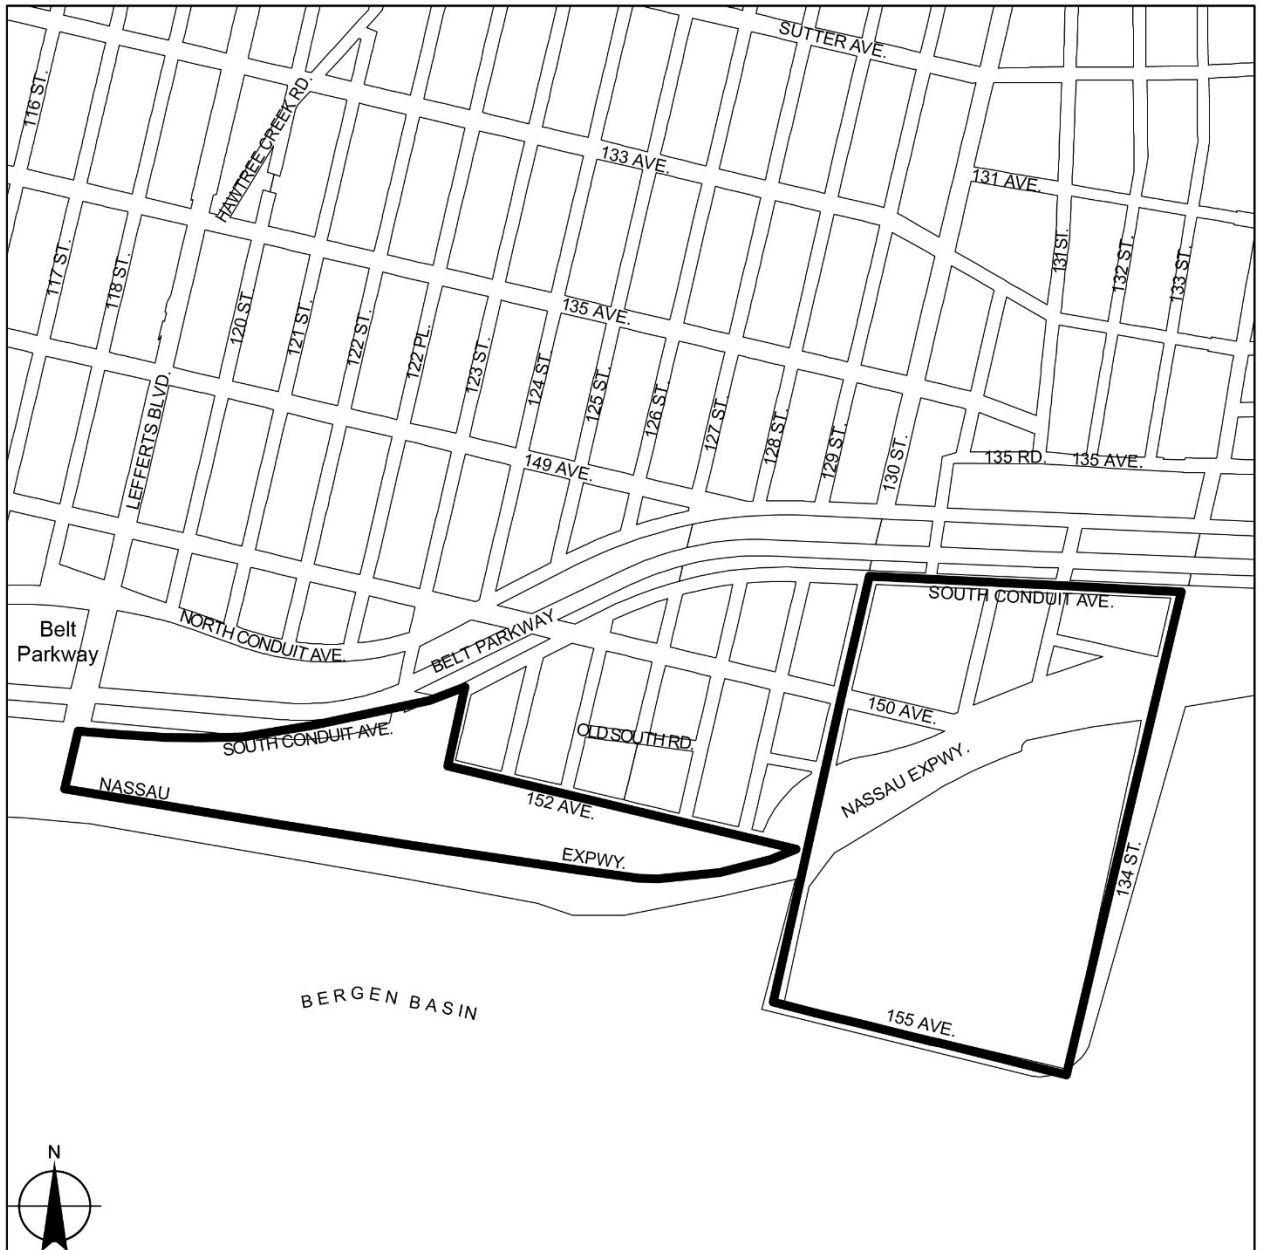 SUTTER AVE.
116 ST.
HAWTREE CREEK RD.
133 AVE.
131 AVE.
117 ST.
118 ST.
131 ST.
132 ST.
133 ST.
120 ST.
121 ST.
122 ST.
122 PL.
123 ST.
124 ST
125 ST.
126 ST.
127 ST.
128 ST.
129 ST.
130 ST.
135 AVE.
LEFFERTS BLVD.
149 AVE.
135 RD.
135 AVE.
Belt
Parkway
NORTH CONDUIT AVE.
BELT PARKWAY
SOUTH CONDUIT AVE.
SOUTH CONDUIT AVE.
150 AVE.
OLD SOUTH RD.
NASSAU
EXPWY.
152 AVE.
NASSAU EXPWY.
134 ST.
BERGEN BASIN
155 AVE.
N